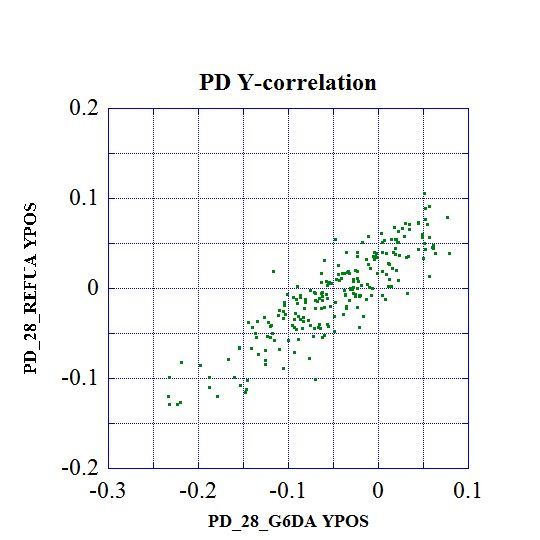 PD Y-correlation
0.2
0.1
0
-0.1
-0.2
PD_28_REFUA YPOS
-0.3 -0.2 -0.1 0 0.1
PD_28_G6DA YPOS